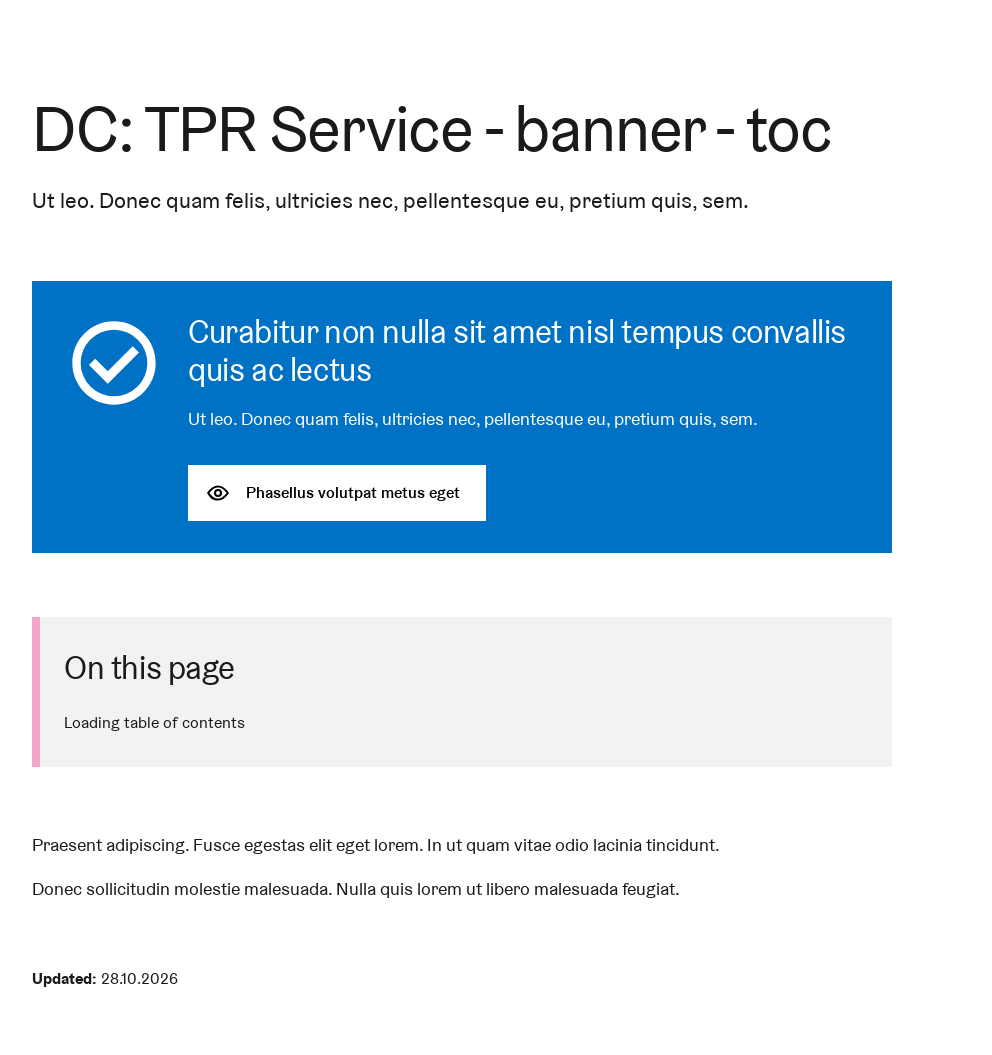 DC: TPR Service - banner - toc
Ut leo. Donec quam felis, ultricies nec, pellentesque eu, pretium quis, sem.
Curabitur non nulla sit amet nisl tempus convallis
quis ac lectus
Ut leo. Donec quam felis, ultricies nec, pellentesque eu, pretium quis, sem.
Phasellus volutpat metus eget
On this page
Loading table of contents
Praesent adipiscing. Fusce egestas elit eget lorem. In ut quam vitae odio lacinia tincidunt.
Donec sollicitudin molestie malesuada. Nulla quis lorem ut libero malesuada feugiat.
Updated: 28.10.2026